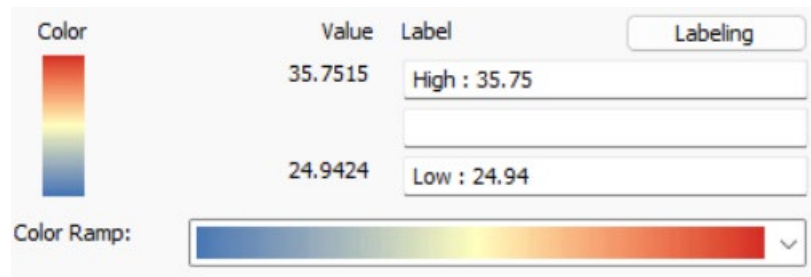 Color Value Label Labeling
35.7515 High : 35.75
24.9424 Low : 24.94
Color Ramp: